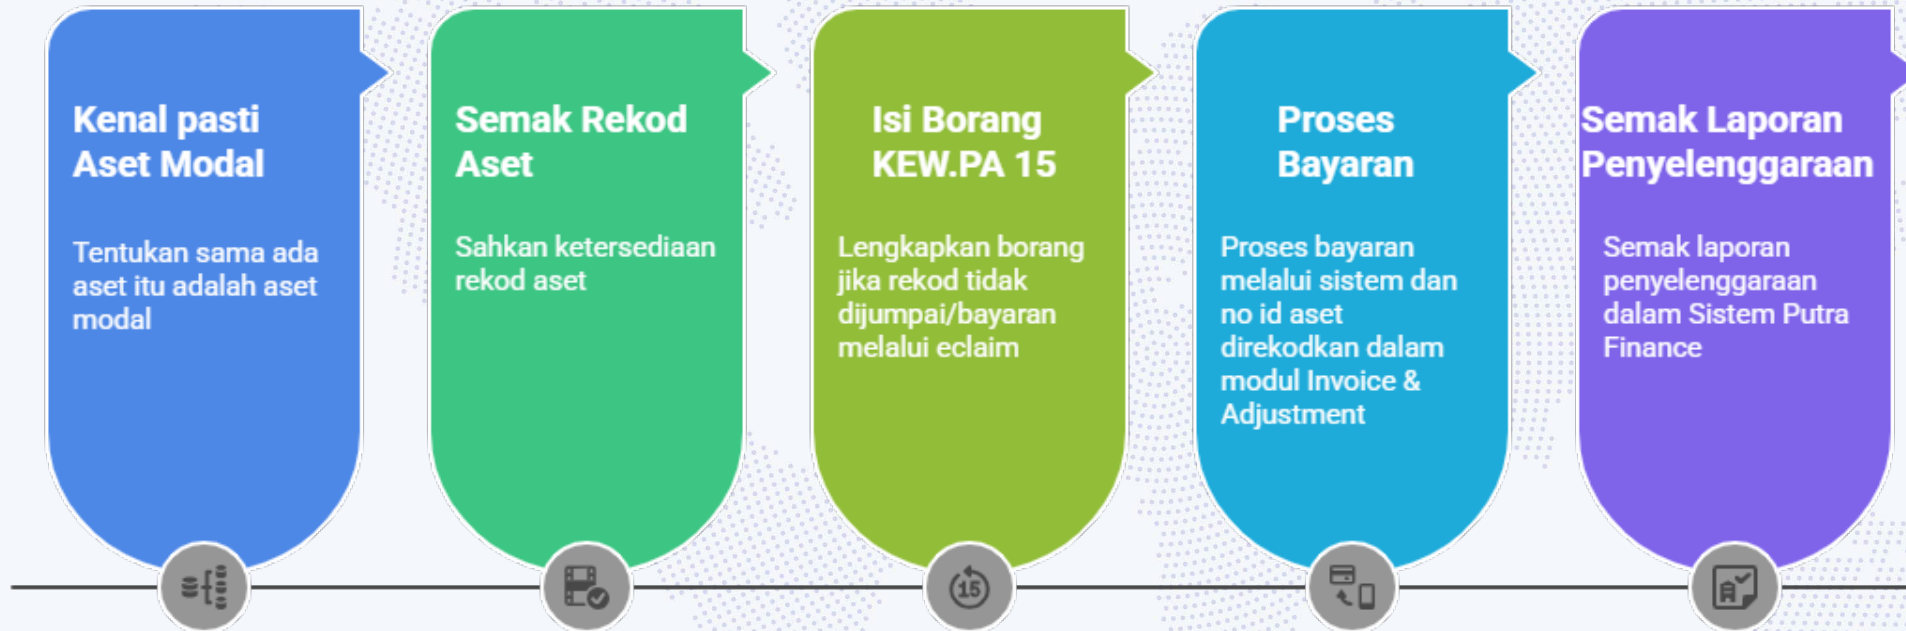 Kenal pasti
Aset Modal
Tentukan sama ada
aset itu adalah aset
modal
Semak Rekod
Aset
Sahkan ketersediaan
rekod aset
Isi Borang
KEW.PA 15
Lengkapkan borang
jika rekod tidak
dijumpai/bayaran
melalui eclaim
Proses
Bayaran
Proses bayaran
melalui sistem dan
no id aset
direkodkan dalam
modul Invoice &
Adjustment
Semak Laporan
Penyelenggaraan
Semak laporan
penyelenggaraan
dalam Sistem Putra
Finance
15